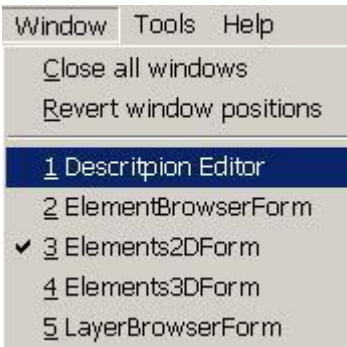 Window Tools Help
Close all windows
Revert window positions
1 Descritpion Editor
2 ElementBrowserForm
3 Elements2DForm
4 Elements3DForm
5 LayerBrowserForm